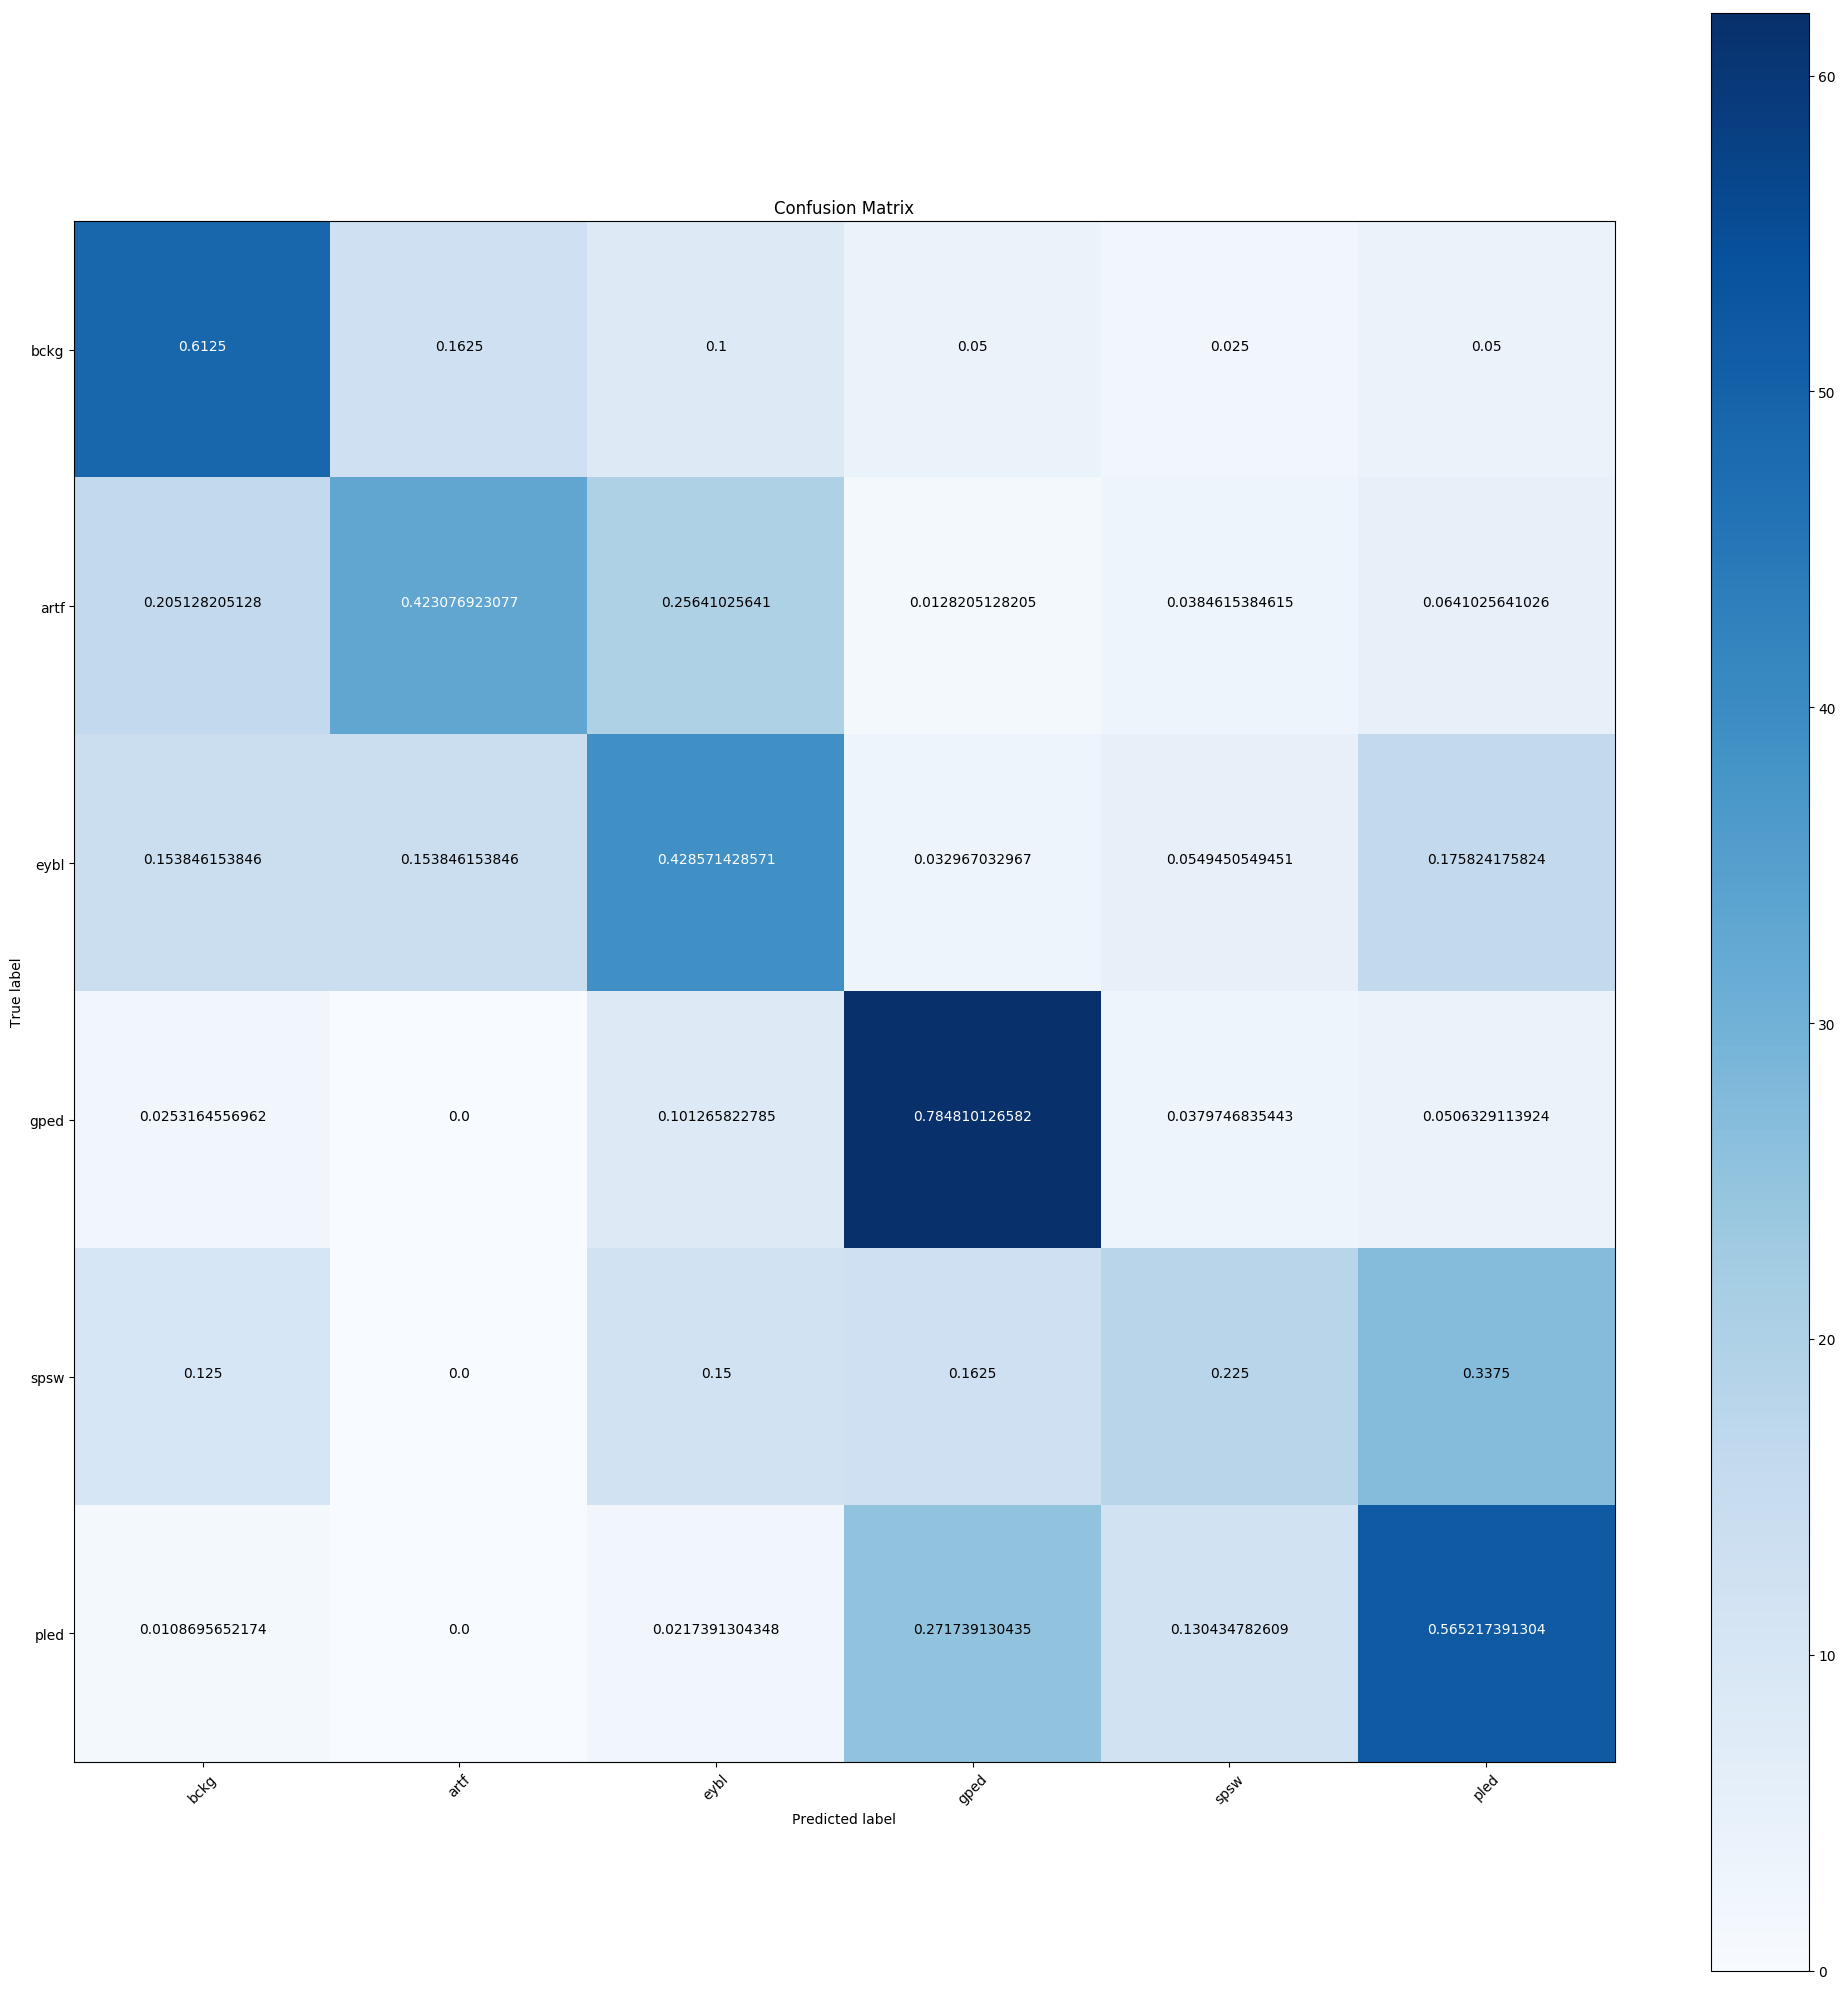 Confusion Matrix
bckg 0.6125 0.1625 0.1 0.05 0.025 0.05
artf 0.205128205128 0.423076923077 0.25641025641 0.0128205128205 0.0384615384615 0.0641025641026
eybl 0.153846153846 0.153846153846 0.428571428571 0.032967032967 0.0549450549451 0.175824175824
gped 0.0253164556962 0.0 0.101265822785 0.784810126582 0.0379746835443 0.0506329113924
spsw 0.125 0.0 0.15 0.1625 0.225 0.3375
pled 0.0108695652174 0.0 0.0217391304348 0.271739130435 0.130434782609 0.565217391304
bckg artf eybl gped spsw pled
Predicted label
True label
60
50
40
30
20
10
0